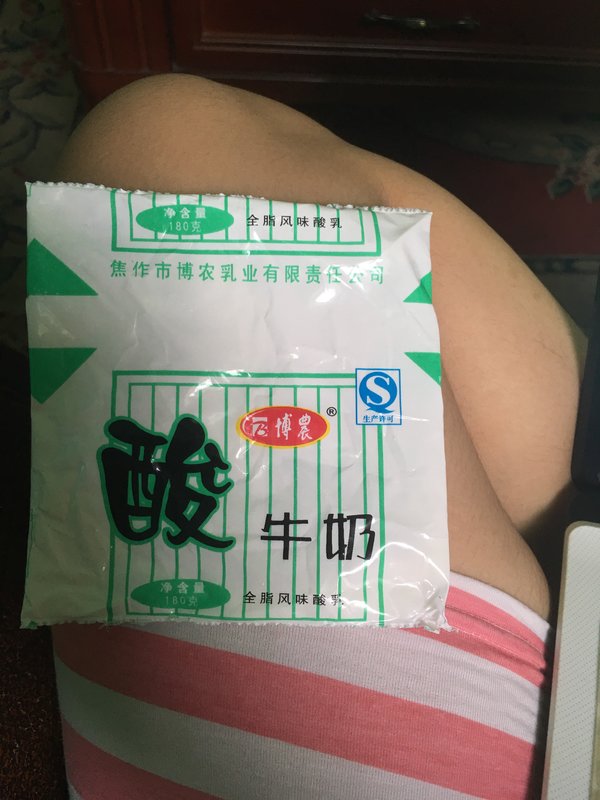 净含量
180克
全脂风味酸乳
焦作市博农乳业有限责任公司
S
生产许可
博農®
酸
牛奶
净含量
180克
全脂风味酸乳